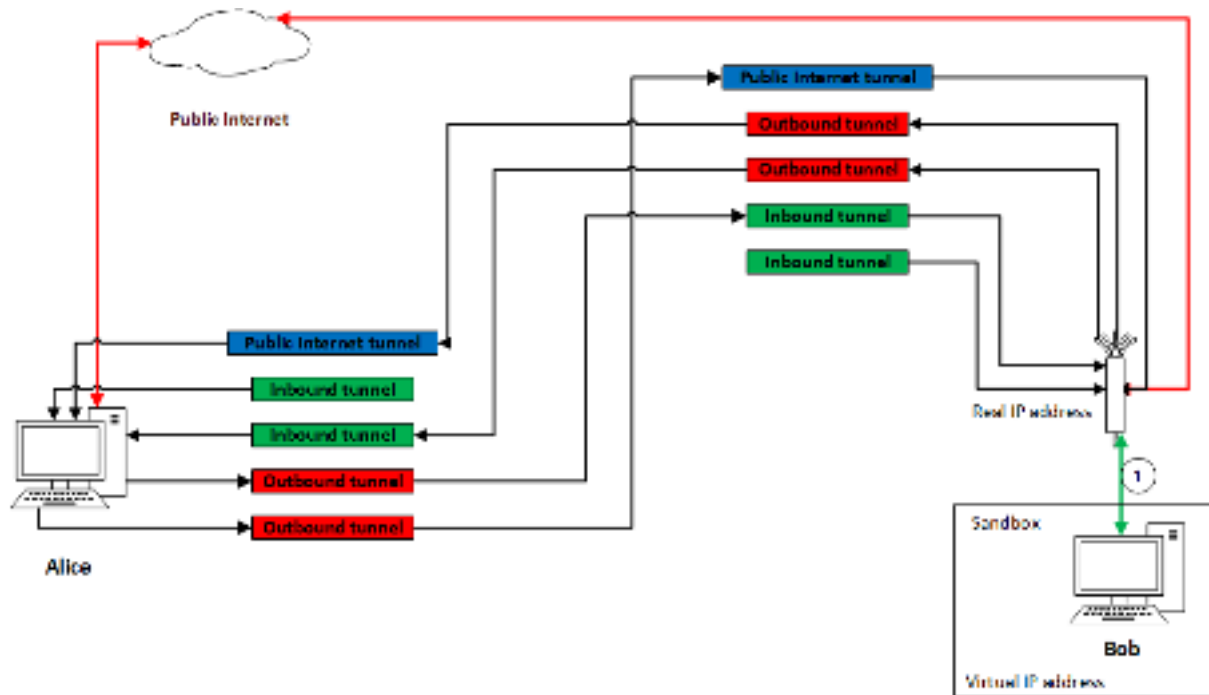 Public Internet
Public Internet tunnel
Outbound tunnel
Outbound tunnel
Inbound tunnel
Inbound tunnel
Public Internet tunnel
Inbound tunnel
Inbound tunnel
Outbound tunnel
Outbound tunnel
Alice
Real IP address
1
Sandbox
Bob
Virtual IP address